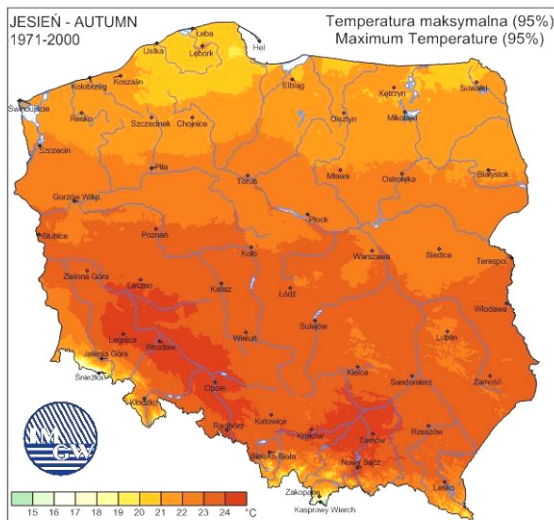 JESIEŃ - AUTUMN
1971-2000
Temperatura maksymalna (95%)
Maximum Temperature (95%)
Łeba
Hel
Ustka
Lębork
Koszalin
Kołobrzeg
Elbląg
Kętrzyn
Suwałki
Świnoujście
Resko
Szczecinek
Chojnice
Olsztyn
Mikołajki
Szczecin
Piła
Toruń
Mława
Ostrołęka
Białystok
Gorzów Wlkp.
Płock
Słubice
Poznań
Koło
Warszawa
Siedlce
Terespol
Zielona Góra
Leszno
Kalisz
Łódź
Włodawa
Sulejów
Legnica
Wrocław
Wieluń
Lublin
Jelenia Góra
Śnieżka
Kielce
Opole
Sandomierz
Zamość
Kłodzko
Racibórz
Katowice
Kraków
Tarnów
Rzeszów
Bielsko-Biała
Nowy Sącz
Lesko
Zakopane
Kasprowy Wierch
IMGW
15 16 17 18 19 20 21 22 23 24 °C